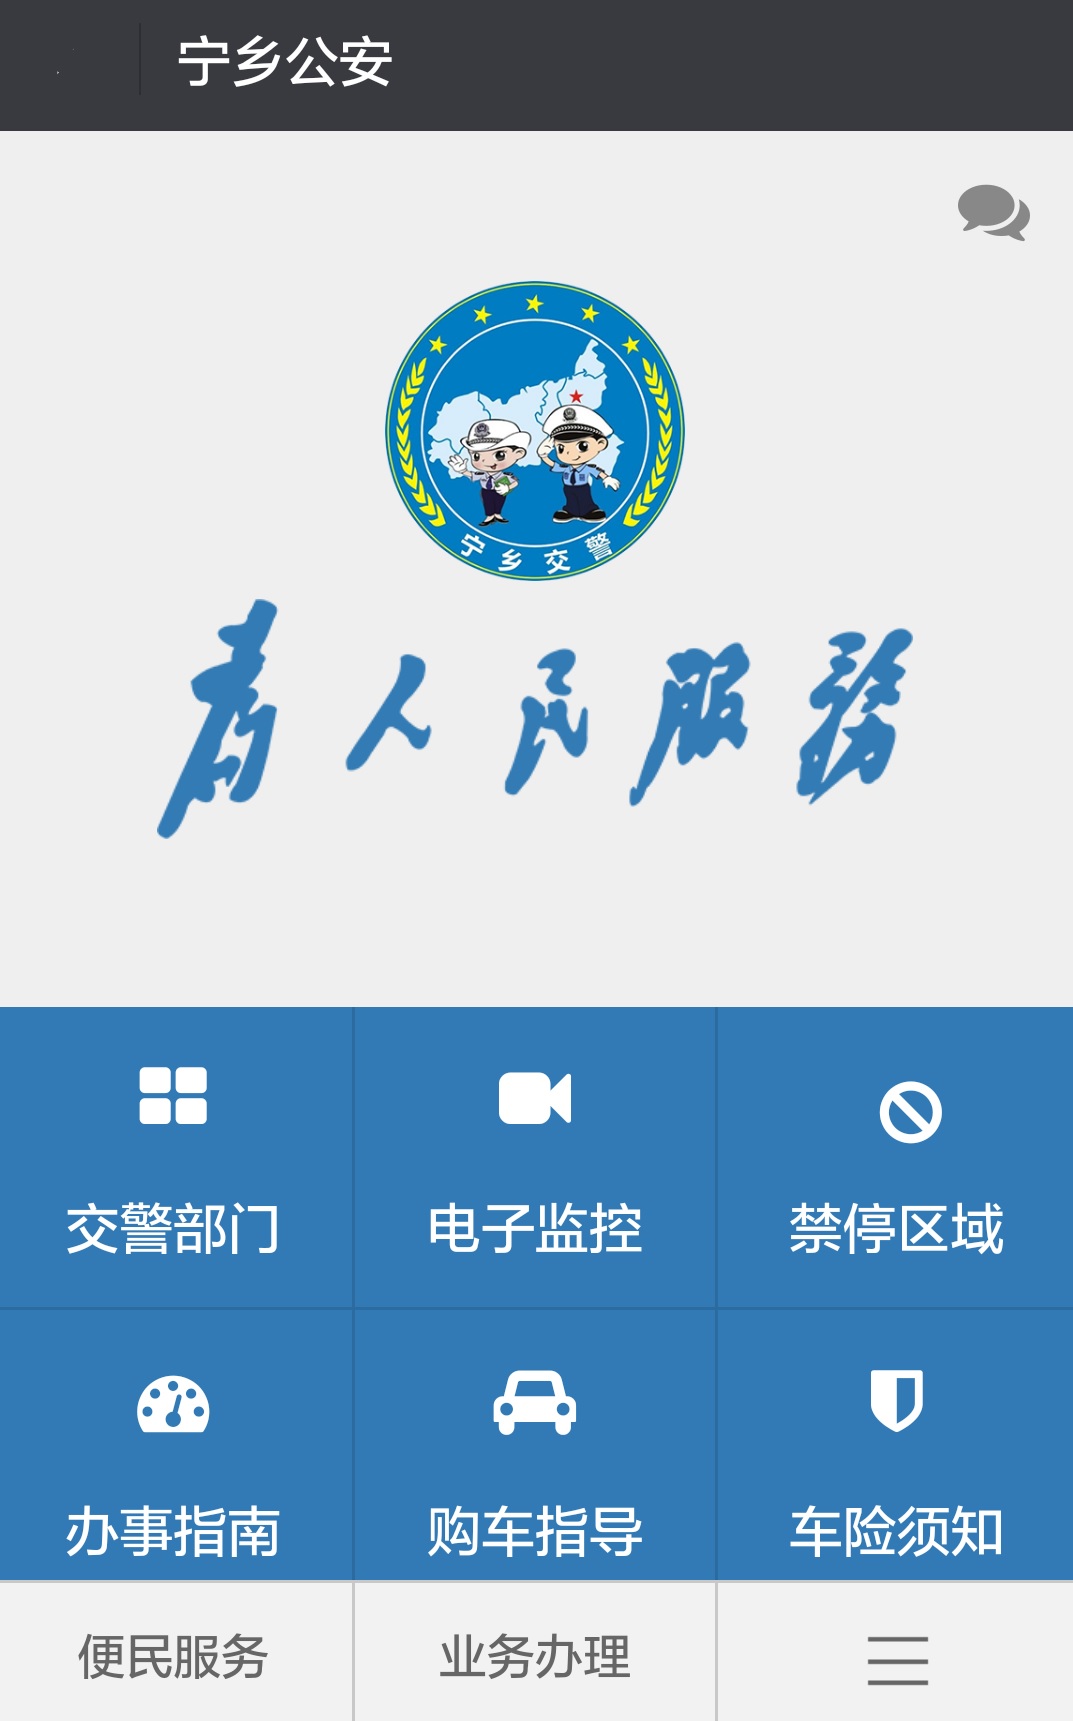 宁乡公安
宁乡交警
为人民服務
交警部门 电子监控 禁停区域
办事指南 购车指导 车险须知
便民服务 业务办理